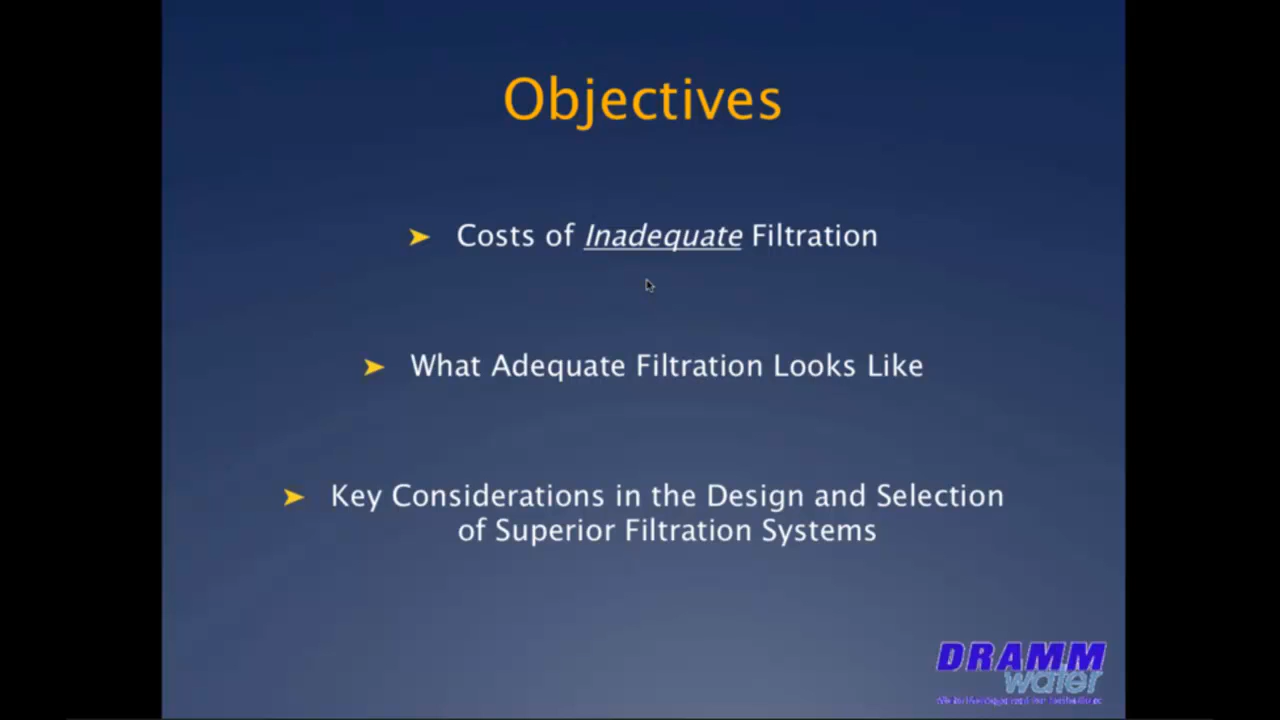 Objectives
➤ Costs of Inadequate Filtration
➤ What Adequate Filtration Looks Like
➤ Key Considerations in the Design and Selection
of Superior Filtration Systems
DRAMM
water